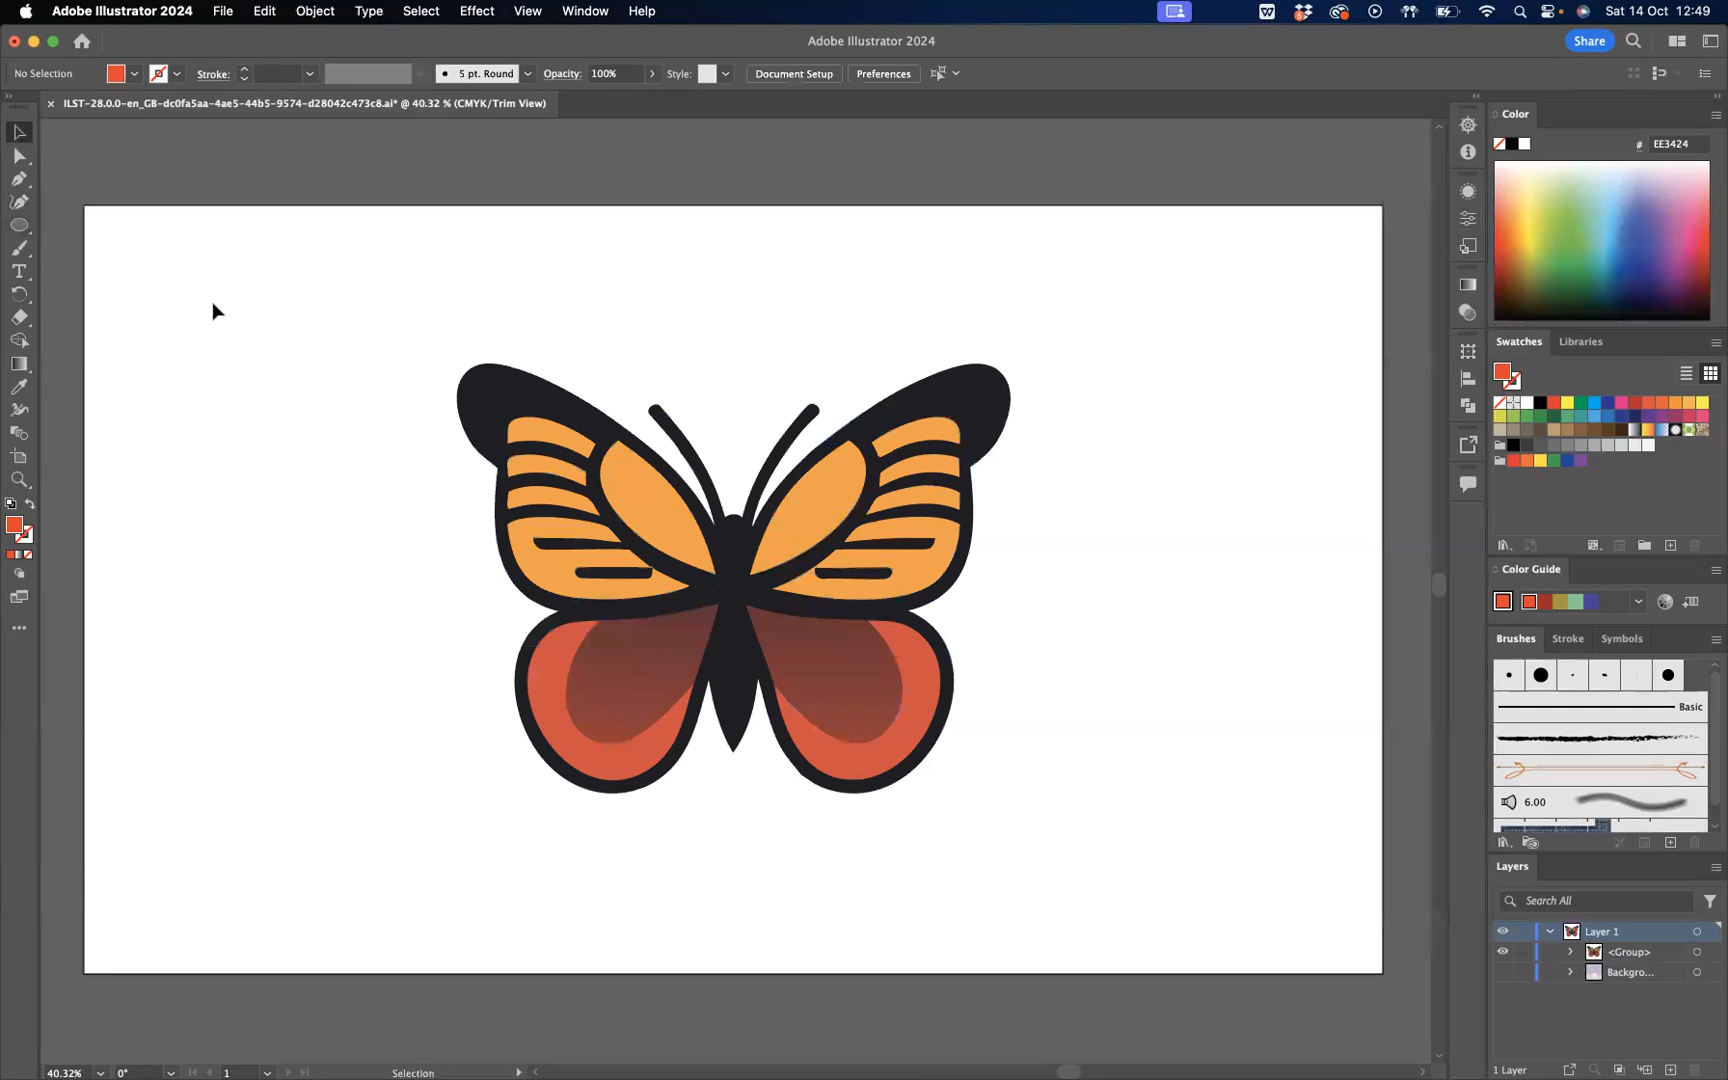 Adobe Illustrator 2024 File Edit Object Type Select Effect View Window Help Sat 14 Oct 12:49
Adobe Illustrator 2024
Share
No Selection Stroke: 5 pt. Round Opacity: 100% Style: Document Setup Preferences
ILST-28.0.0-en_GB-dc0fa5aa-4ae5-44b5-9574-d28042c473c8.ai* @ 40.32 % (CMYK/Trim View)
Color
# EE3424
Swatches Libraries
Color Guide
Brushes Stroke Symbols
Basic
6.00
Layers
Search All
Layer 1
<Group>
Backgro...
1 Layer
40.32% 0° 1 Selection